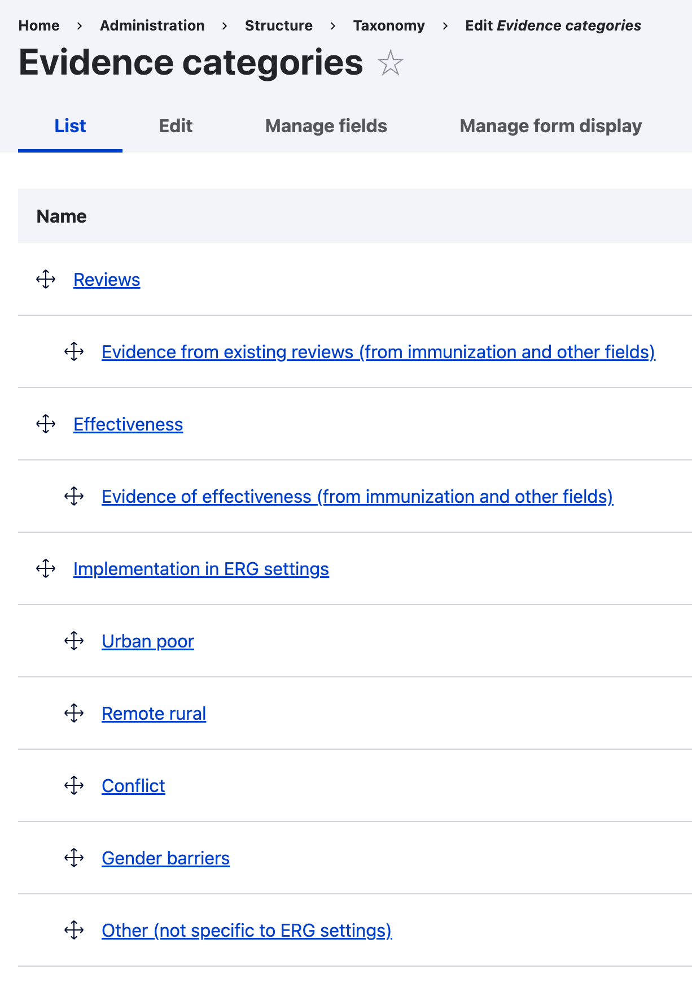 Home > Administration > Structure > Taxonomy > Edit Evidence categories
Evidence categories
List Edit Manage fields Manage form display
Name
Reviews
Evidence from existing reviews (from immunization and other fields)
Effectiveness
Evidence of effectiveness (from immunization and other fields)
Implementation in ERG settings
Urban poor
Remote rural
Conflict
Gender barriers
Other (not specific to ERG settings)